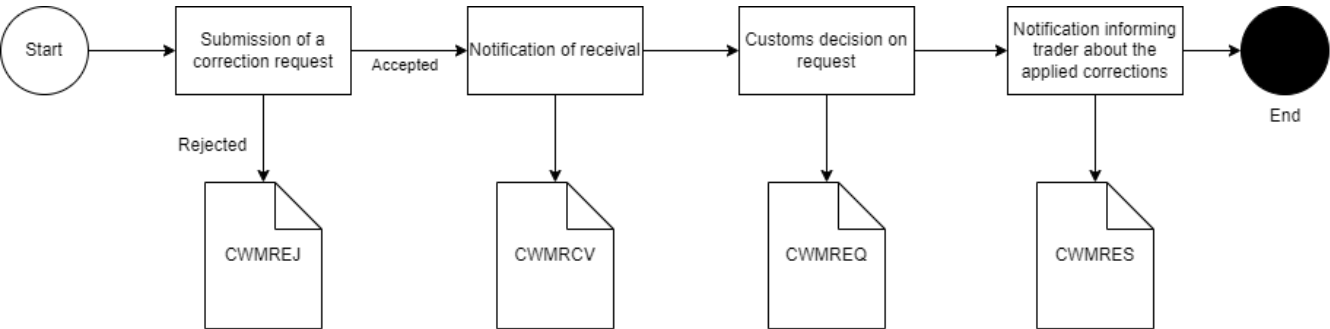 Start
Submission of a
correction request
Accepted
Notification of receival
Customs decision on
request
Notification informing
trader about the
applied corrections
End
Rejected
CWMREJ
CWMRCV
CWMREQ
CWMRES